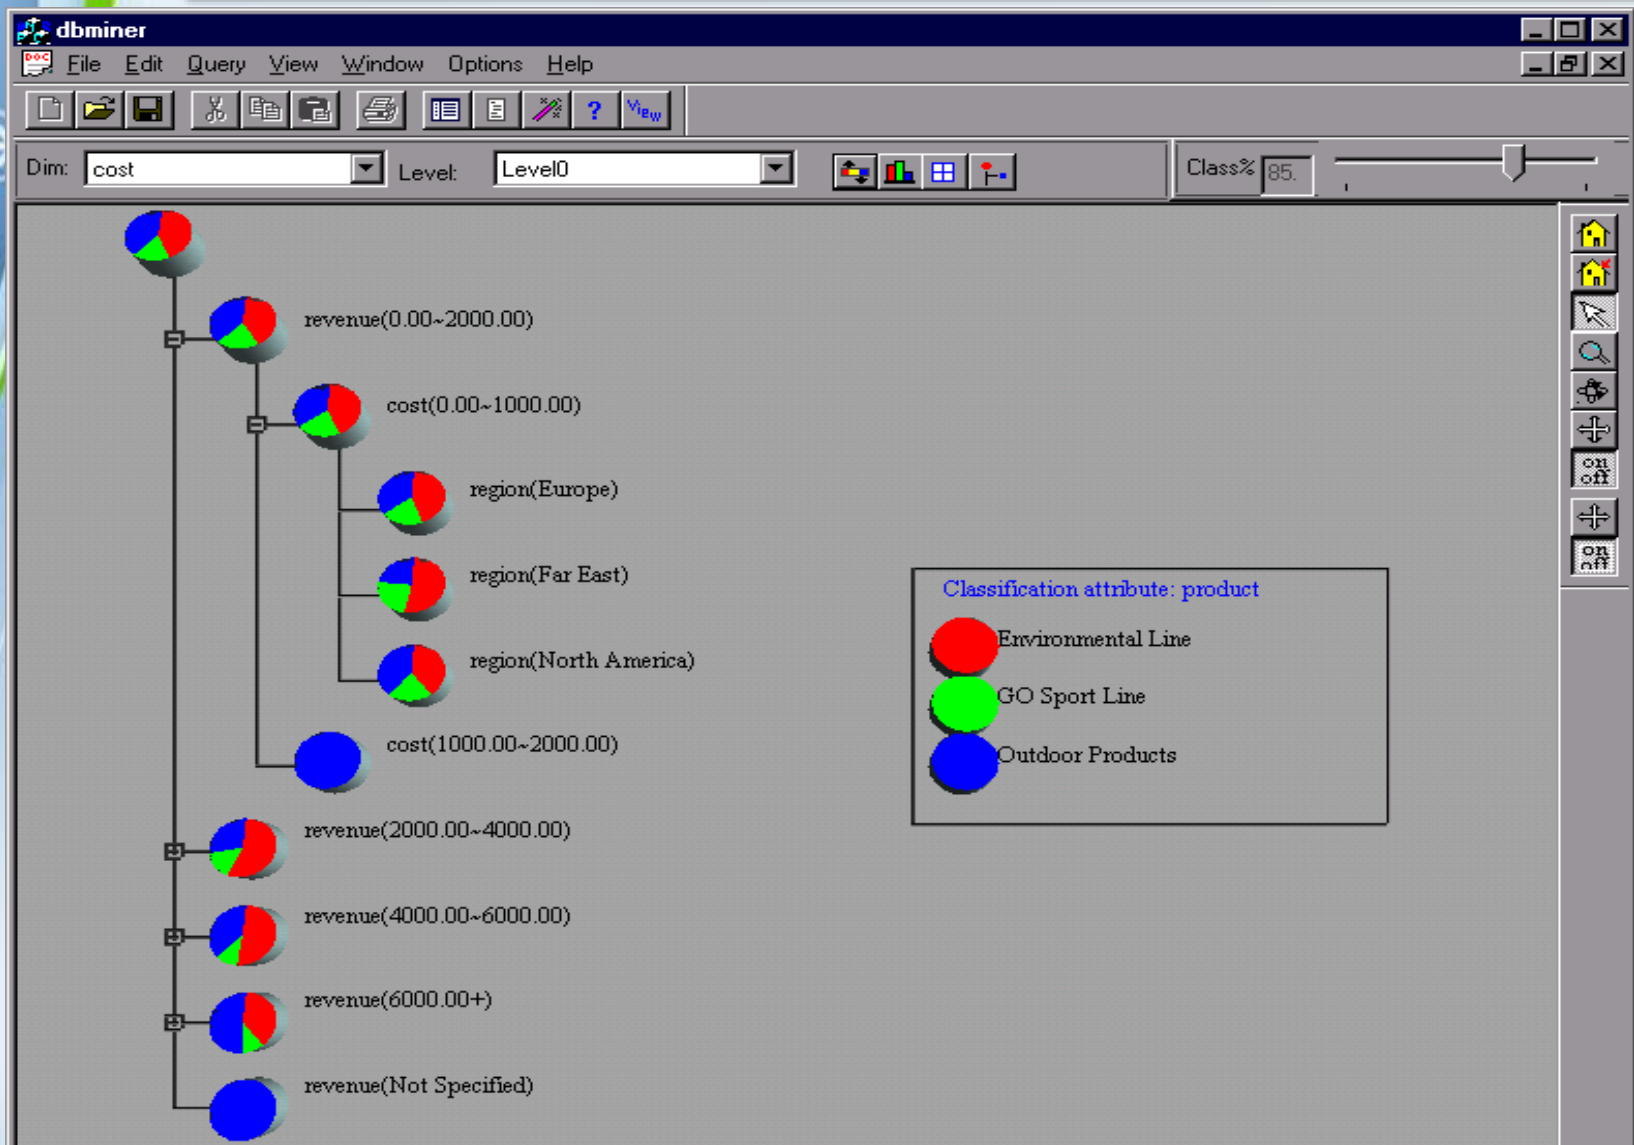 dbminer
File Edit Query View Window Options Help
? View
Dim: cost Level: Level0 Class% 85.
revenue(0.00~2000.00)
cost(0.00~1000.00)
region(Europe)
region(Far East)
region(North America)
cost(1000.00~2000.00)
revenue(2000.00~4000.00)
revenue(4000.00~6000.00)
revenue(6000.00+)
revenue(Not Specified)
Classification attribute: product
Environmental Line
GO Sport Line
Outdoor Products
on
off
on
off